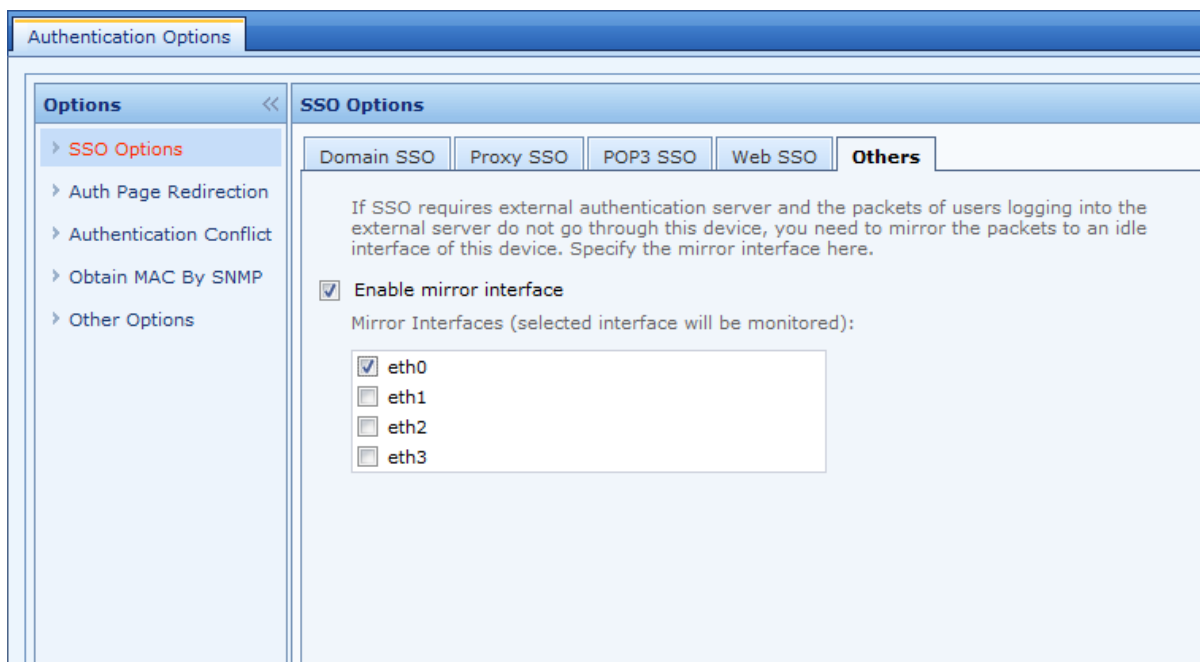 Authentication Options
Options
SSO Options
Auth Page Redirection
Authentication Conflict
Obtain MAC By SNMP
Other Options
SSO Options
Domain SSO Proxy SSO POP3 SSO Web SSO Others
If SSO requires external authentication server and the packets of users logging into the
external server do not go through this device, you need to mirror the packets to an idle
interface of this device. Specify the mirror interface here.
Enable mirror interface
Mirror Interfaces (selected interface will be monitored):
eth0
eth1
eth2
eth3